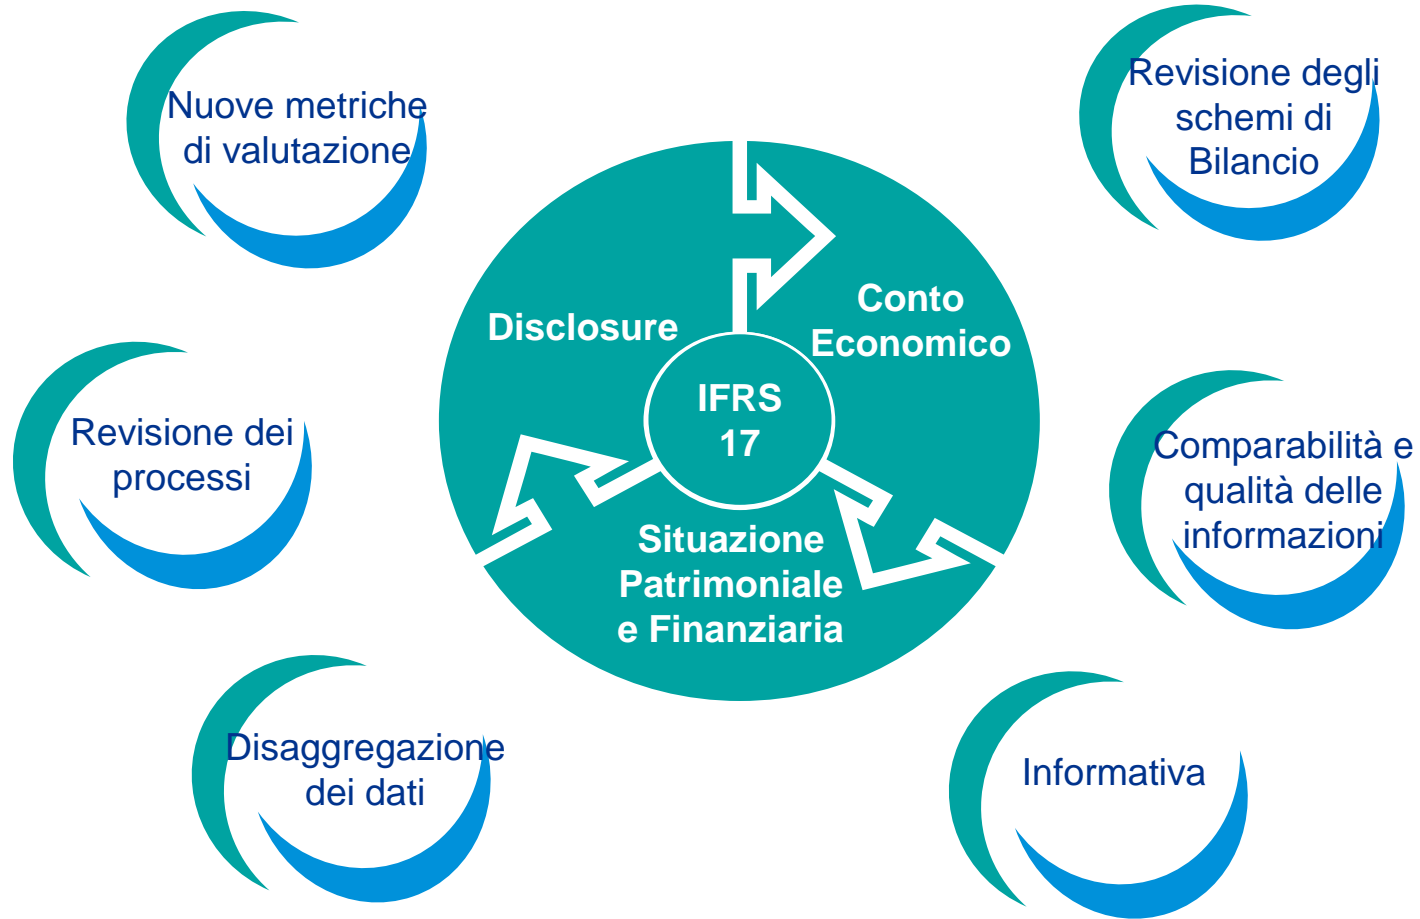 Nuove metriche
di valutazione
Revisione degli
schemi di
Bilancio
Disclosure
Conto
Economico
IFRS
17
Situazione
Patrimoniale
e Finanziaria
Revisione dei
processi
Comparabilità e
qualità delle
informazioni
Disaggregazione
dei dati
Informativa